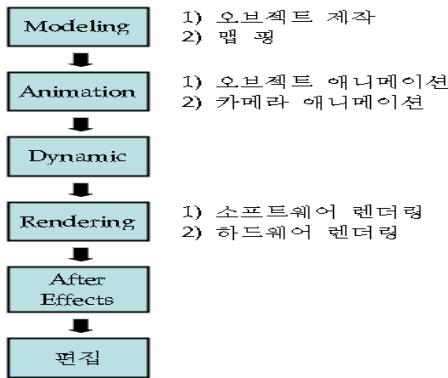 Modeling
1) 오브젝트 제작
2) 맵 핑
Animation
1) 오브젝트 애니메이션
2) 카메라 애니메이션
Dynamic
Rendering
1) 소프트웨어 렌더링
2) 하드웨어 렌더링
After
Effects
편집